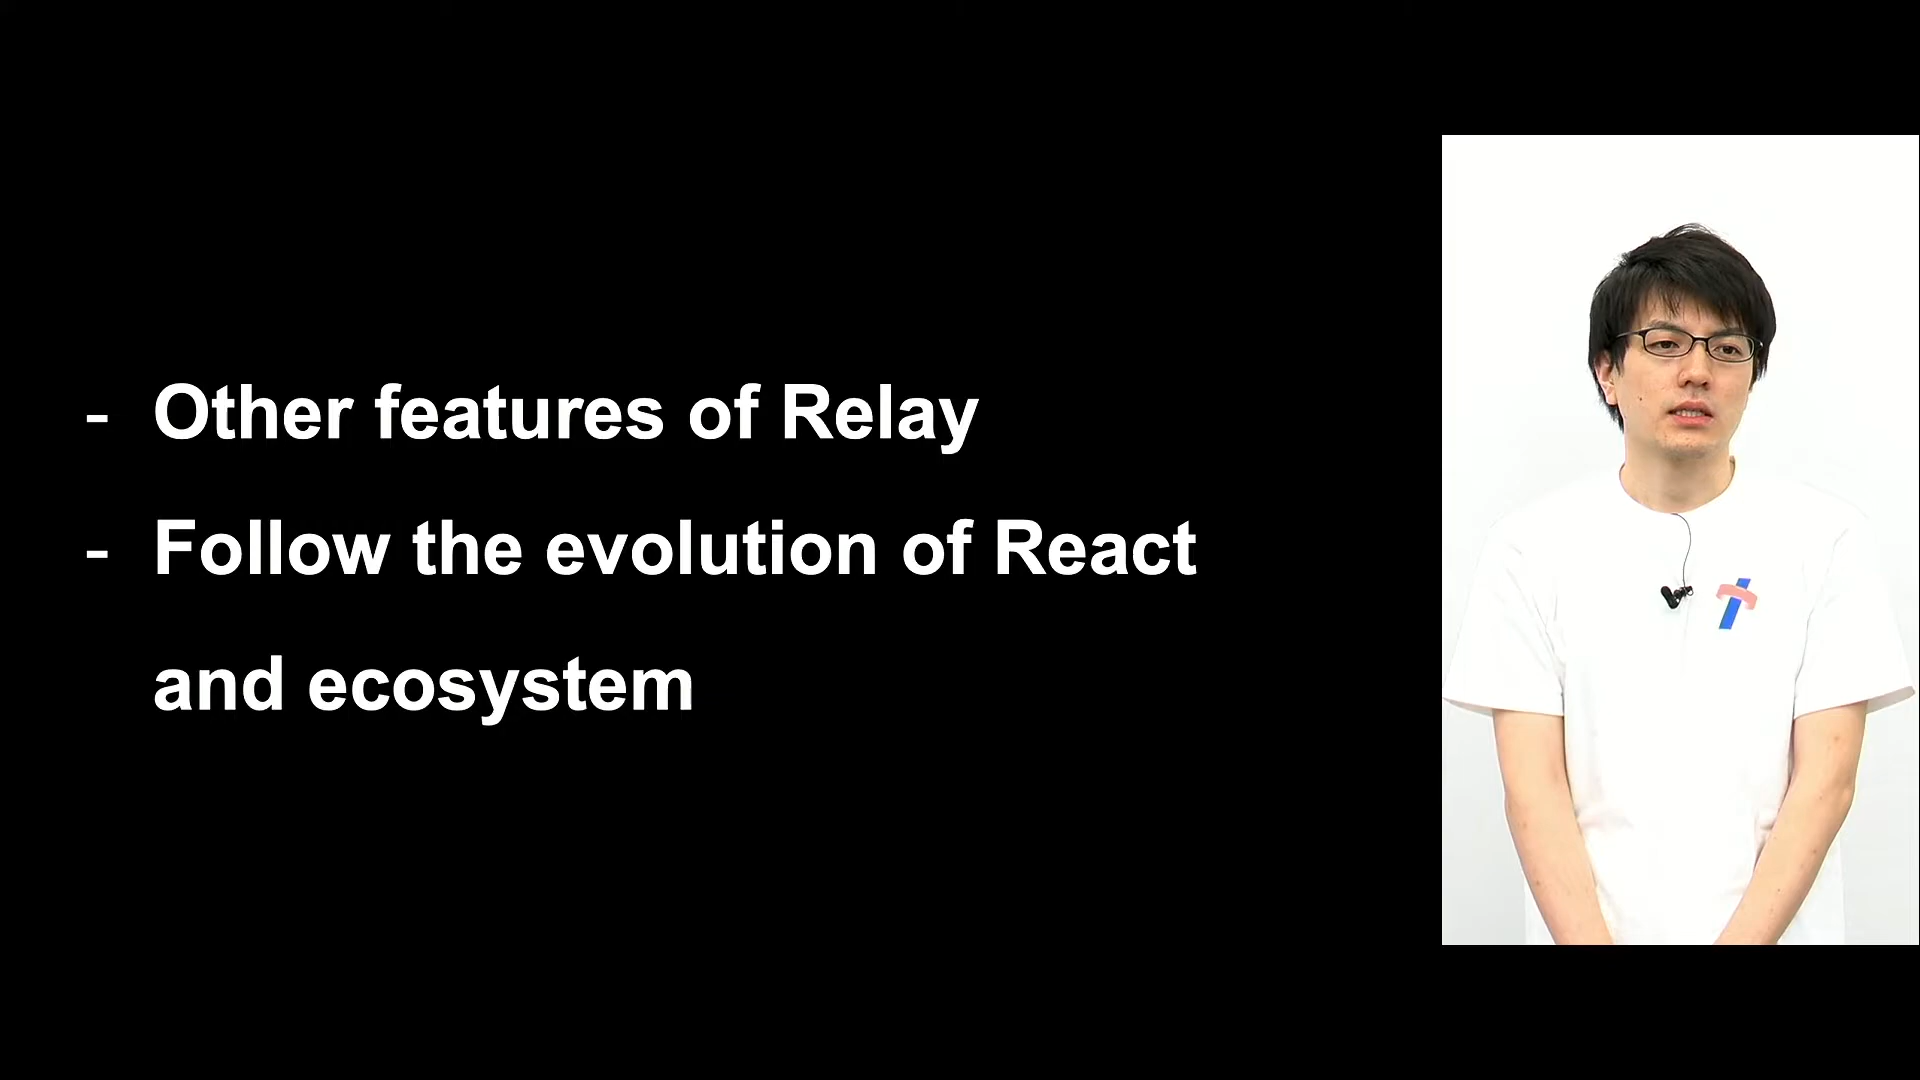 - Other features of Relay
- Follow the evolution of React
and ecosystem